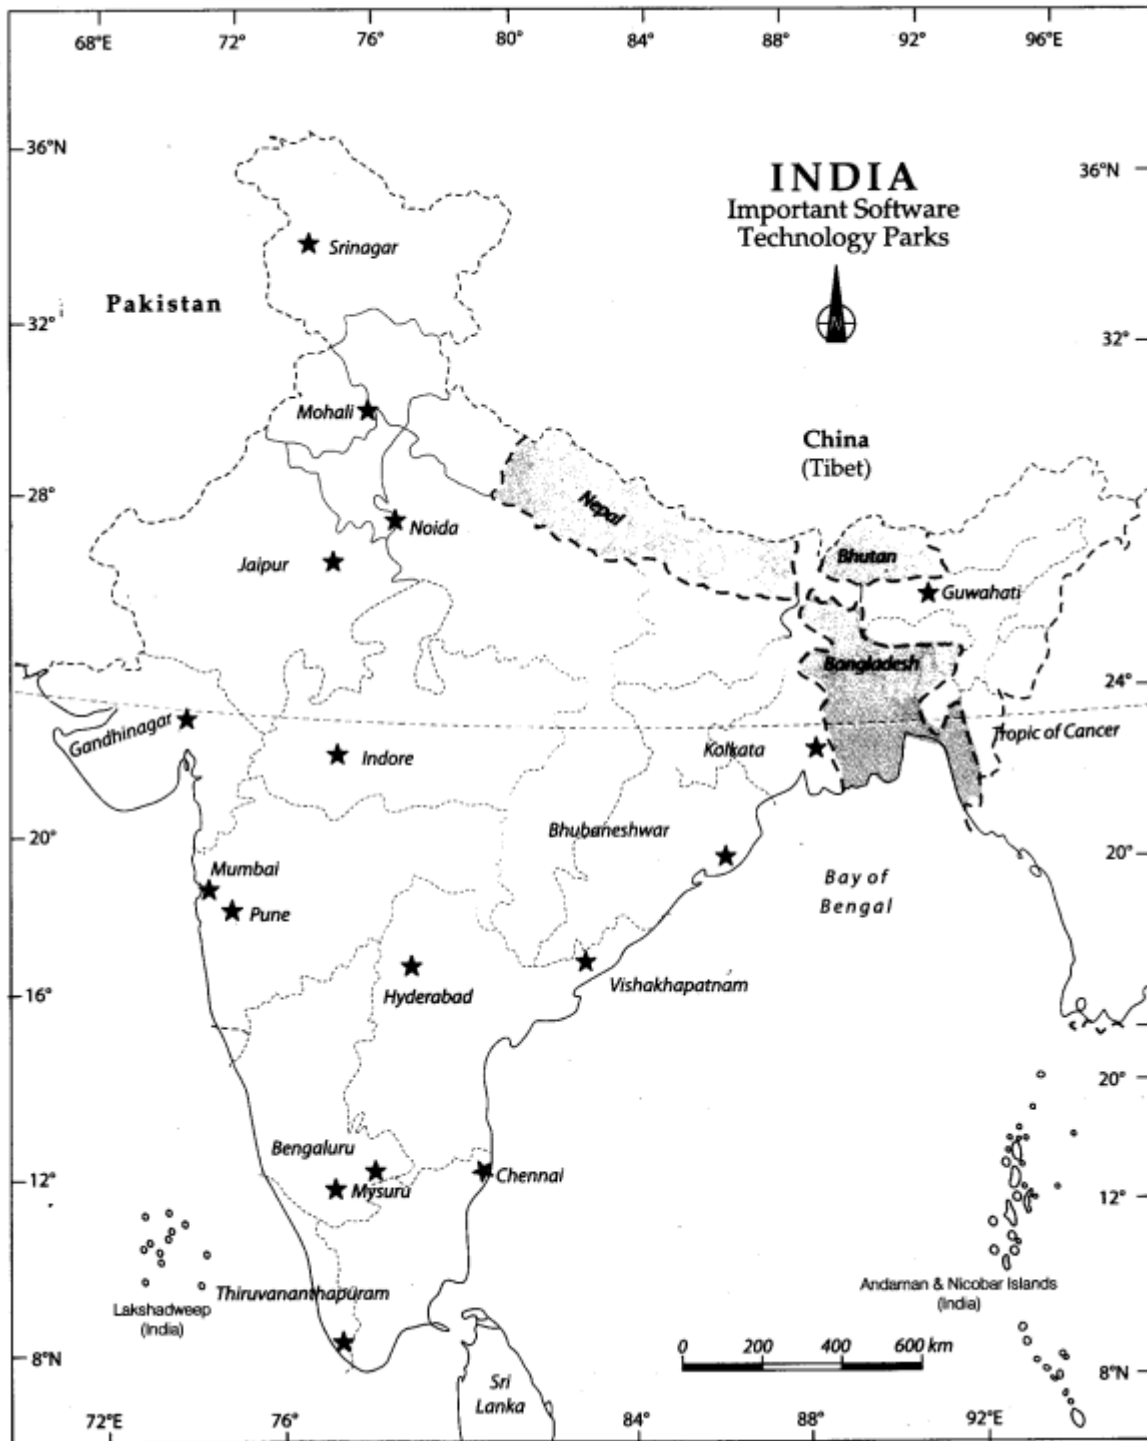 68°E 72° 76° 80° 84° 88° 92° 96°E
36°N
36°N
INDIA
Important Software
Technology Parks
N
Srinagar
Pakistan
32°
32°
Mohali
China
(Tibet)
28°
28°
Nepal
Noida
Jaipur
Bhutan
Guwahati
Bangladesh
24°
24°
Gandhinagar
Tropic of Cancer
Indore
Kolkata
Bhubaneshwar
20°
20°
Mumbai
Bay of
Bengal
Pune
Hyderabad
Vishakhapatnam
16°
20°
Bengaluru
Mysuru
Chennai
12°
12°
Thiruvananthapuram
Lakshadweep
(India)
Andaman & Nicobar Islands
(India)
0 200 400 600 km
8°N
8°N
Sri
Lanka
72°E 76° 84° 88° 92°E